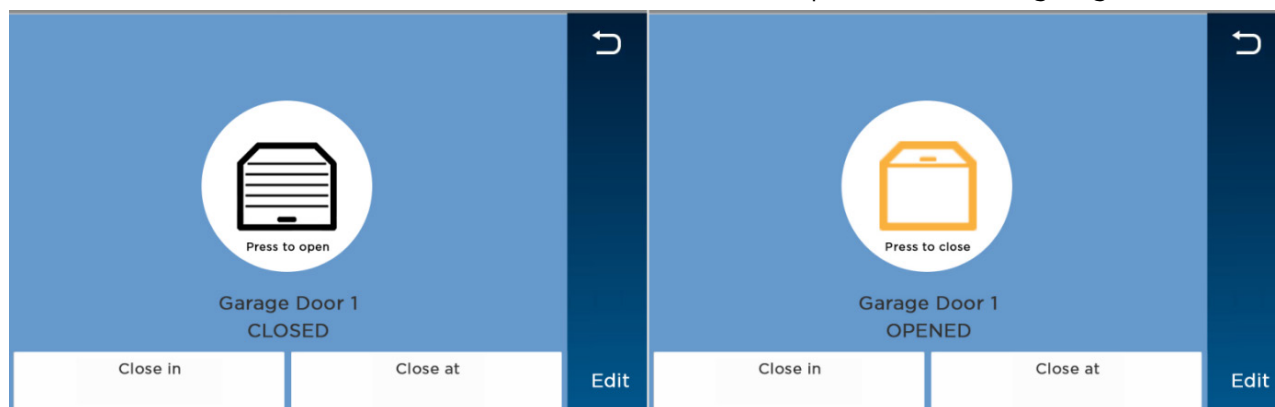 Press to open
Garage Door 1
CLOSED
Close in
Close at
Edit
Press to close
Garage Door 1
OPENED
Close in
Close at
Edit